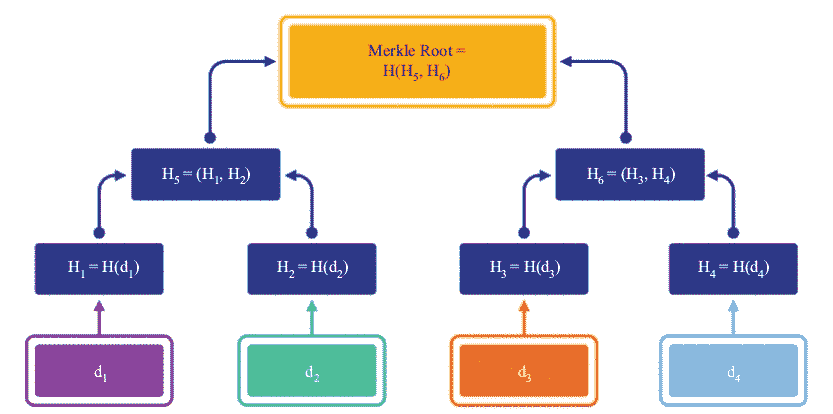 Merkle Root =
H(H₅, H₆)
H₅ = (H₁, H₂)
H₆ = (H₃, H₄)
H₁ = H(d₁)
H₂ = H(d₂)
H₃ = H(d₃)
H₄ = H(d₄)
d₁
d₂
d₃
d₄